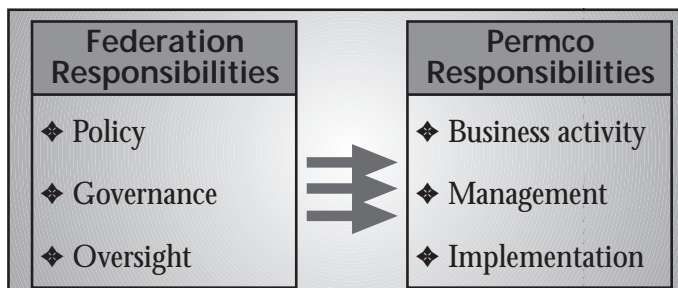 Federation
Responsibilities
❖ Policy
❖ Governance
❖ Oversight
Permco
Responsibilities
❖ Business activity
❖ Management
❖ Implementation